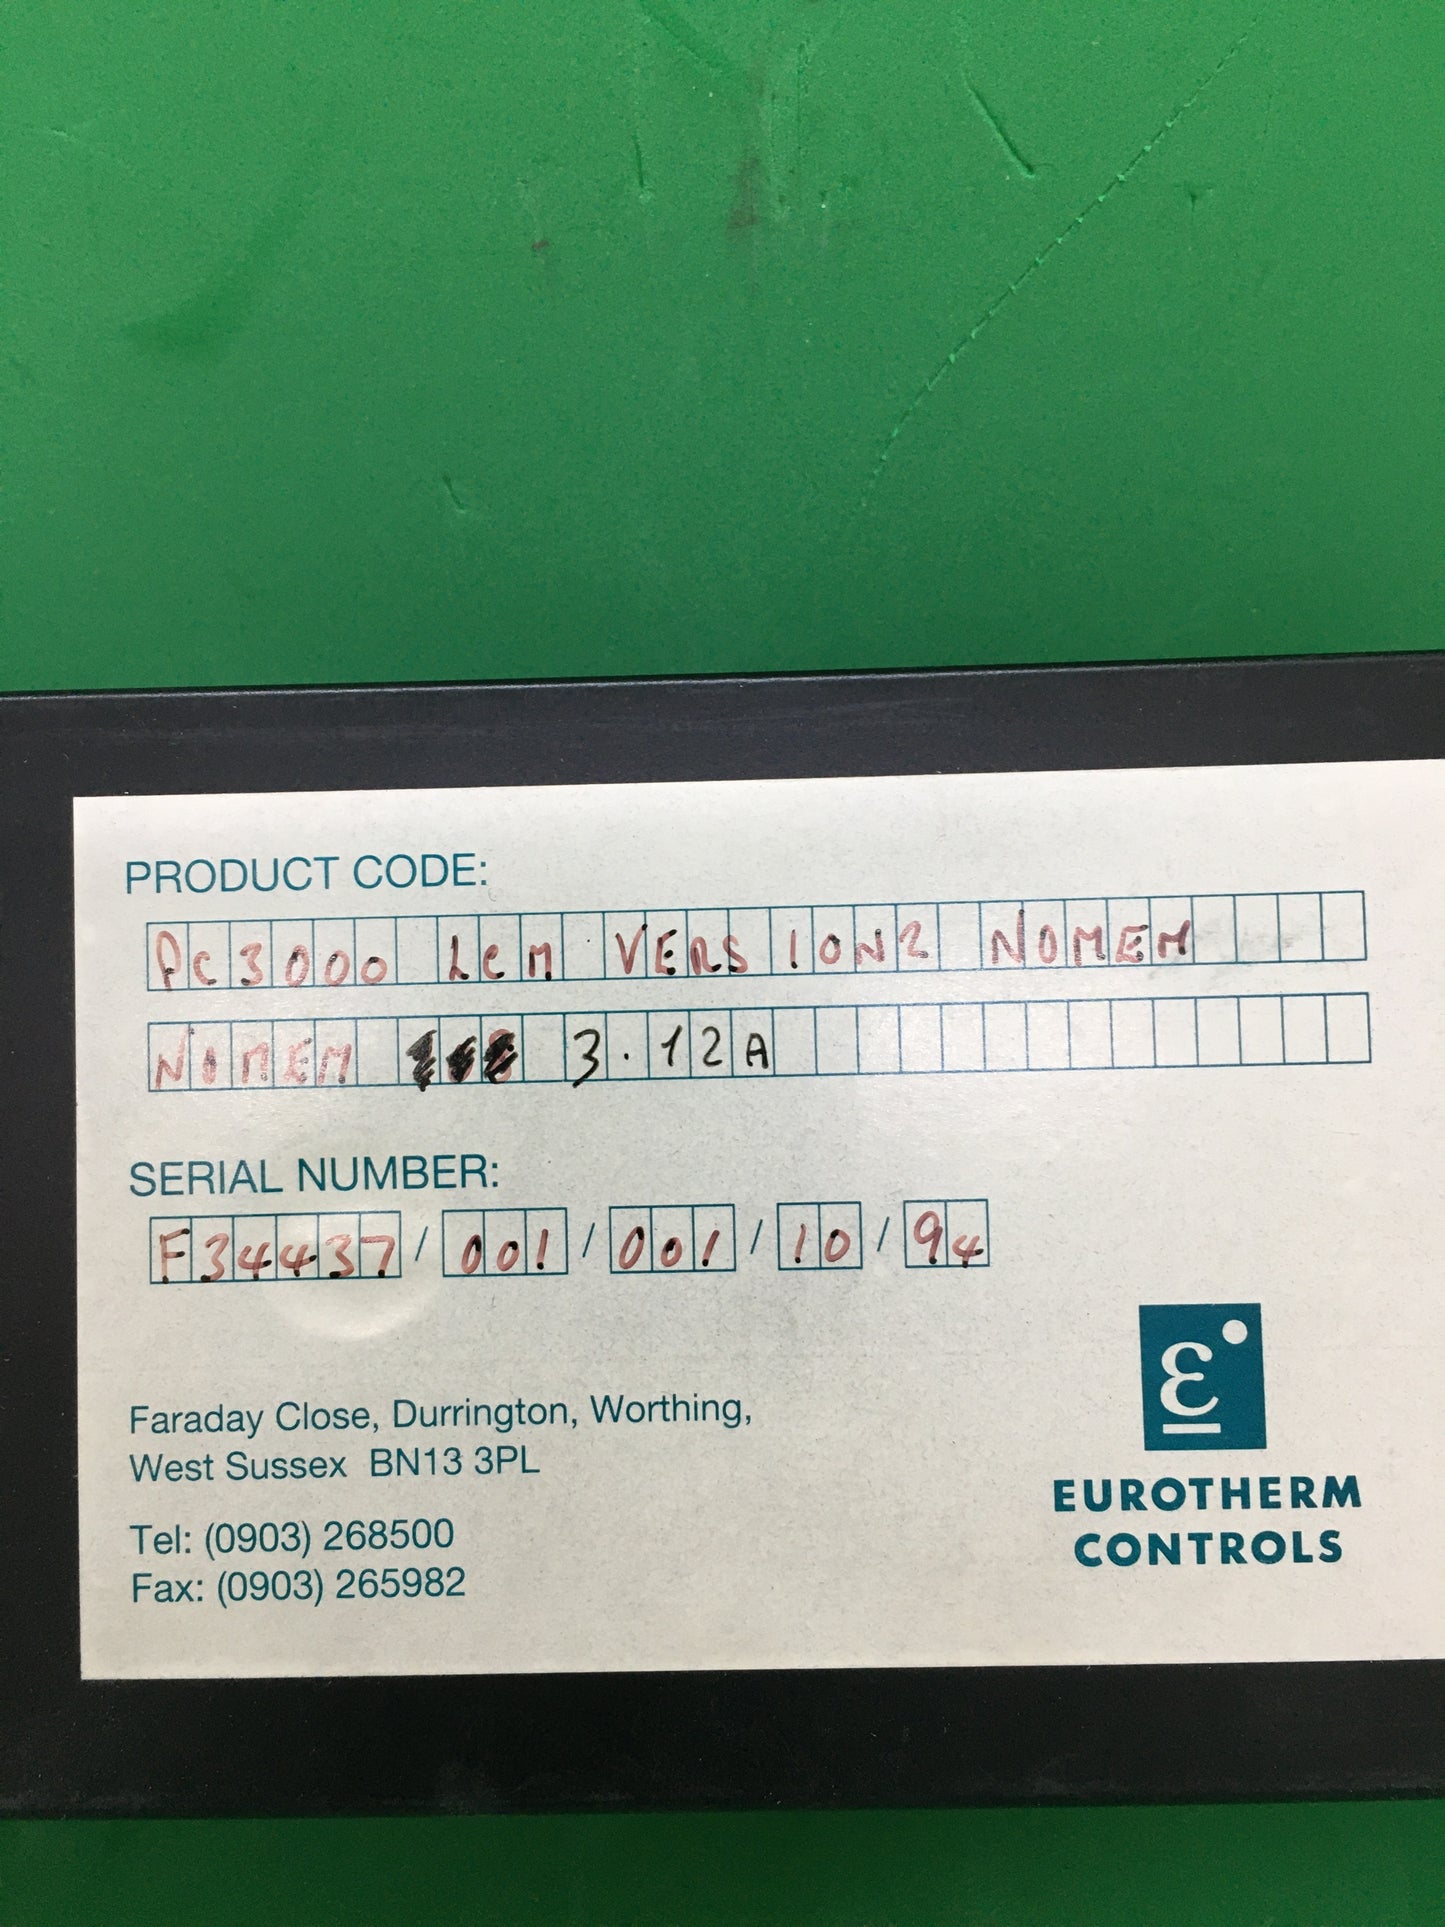 PRODUCT CODE:
PC3000 LCM VERSION2 NOMEM
NOMEM 3.12A
SERIAL NUMBER:
F34437/001/001/10/94
Faraday Close, Durrington, Worthing,
West Sussex BN13 3PL
Tel: (0903) 268500
Fax: (0903) 265982
ε
EUROTHERM
CONTROLS